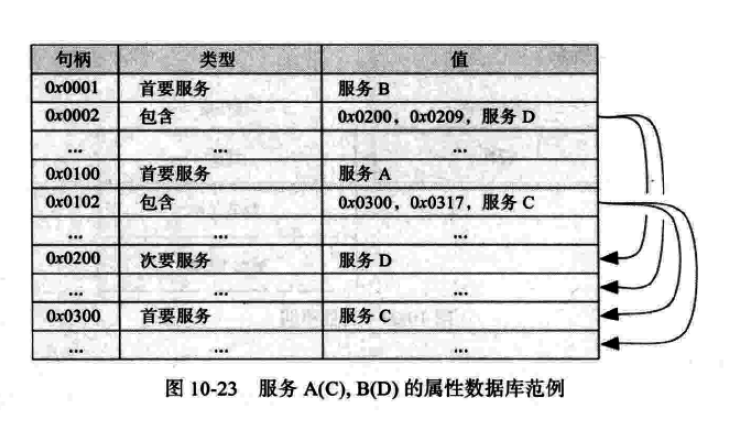 句柄 类型 值
0x0001 首要服务 服务 B
0x0002 包含 0x0200，0x0209，服务 D
... ... ...
0x0100 首要服务 服务 A
0x0102 包含 0x0300，0x0317，服务 C
... ... ...
0x0200 次要服务 服务 D
... ... ...
0x0300 首要服务 服务 C
... ... ...
图 10-23 服务 A(C), B(D) 的属性数据库范例